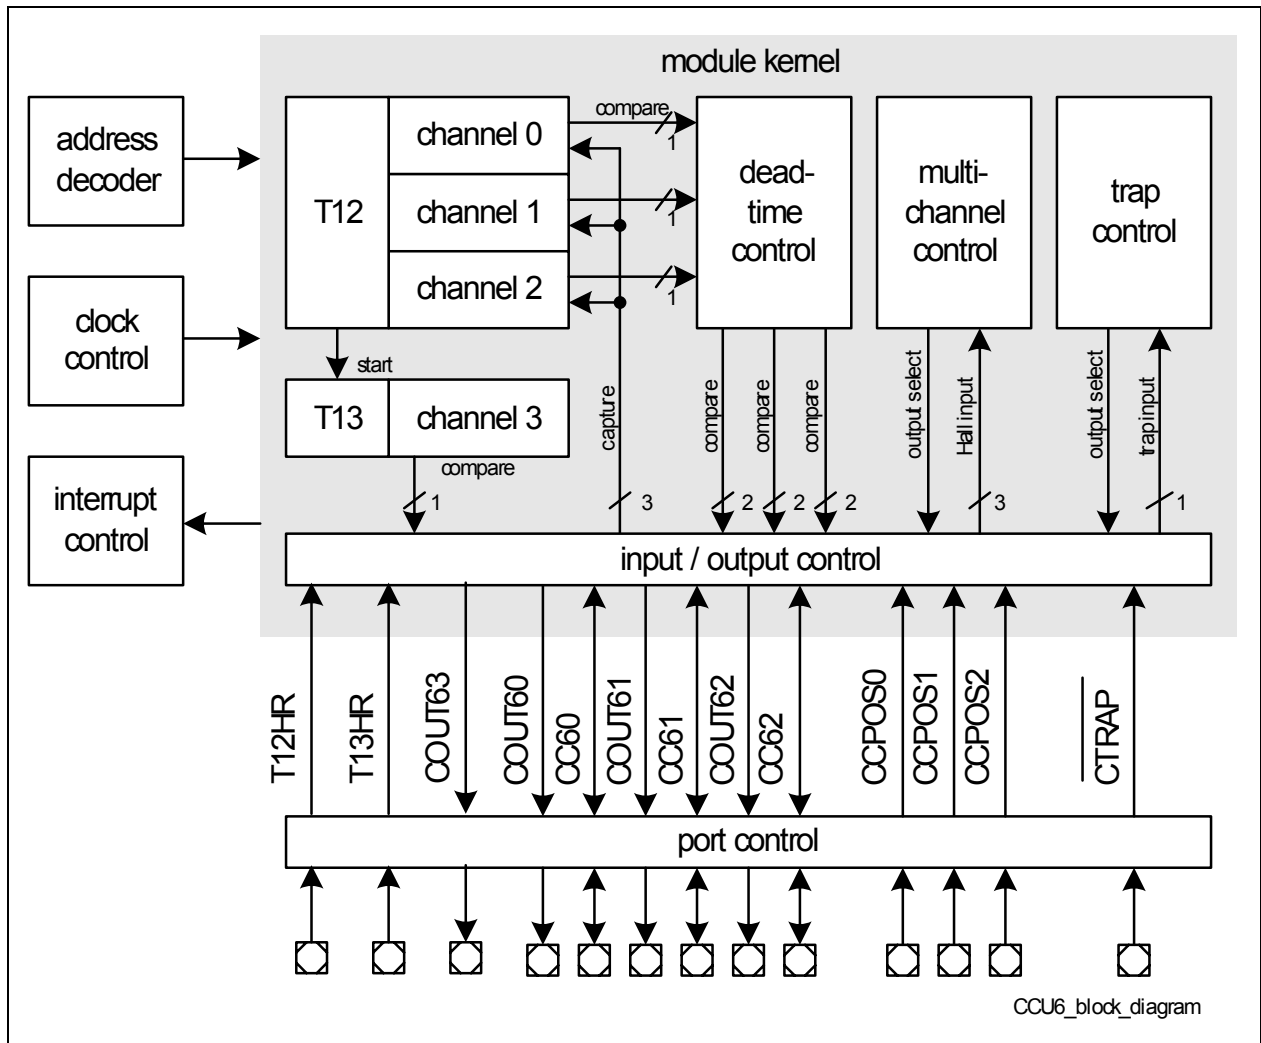 module kernel
address
decoder
T12
channel 0
channel 1
channel 2
compare
1
1
1
dead-
time
control
multi-
channel
control
trap
control
clock
control
start
T13
channel 3
compare
1
capture
3
compare
2
compare
2
compare
2
output select
Hall input
3
output select
trap input
1
interrupt
control
input / output control
T12HR
T13HR
COUT63
COUT60
CC60
COUT61
CC61
COUT62
CC62
CCPOS0
CCPOS1
CCPOS2
CTRAP
port control
CCU6_block_diagram